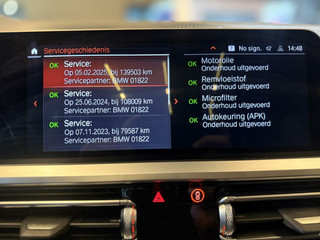 Servicegeschiedenis
No sign.
14:48
OK Service:
Op 05.02.2025, bij 139503 km
Servicepartner: BMW 01822
OK Service:
Op 25.06.2024, bij 108009 km
Servicepartner: BMW 01822
OK Service:
Op 07.11.2023, bij 79587 km
Servicepartner: BMW 01822
OK Motorolie
Onderhoud uitgevoerd
OK Remvloeistof
Onderhoud uitgevoerd
OK Microfilter
Onderhoud uitgevoerd
OK Autokeuring (APK)
Onderhoud uitgevoerd